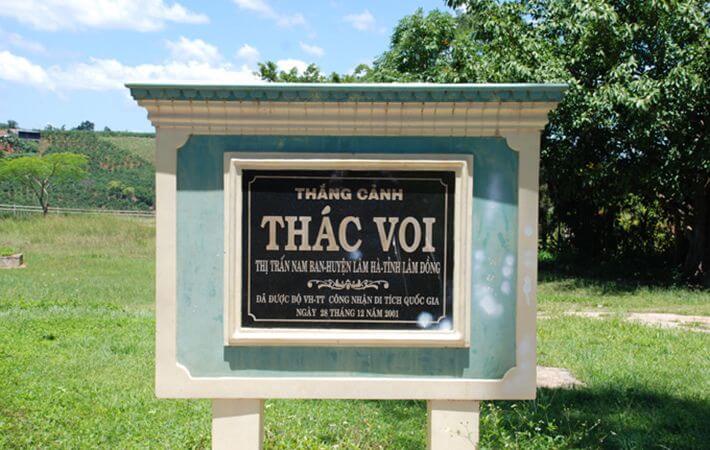 THẮNG CẢNH
THÁC VOI
THỊ TRẤN NAM BAN-HUYỆN LÂM HÀ-TỈNH LÂM ĐỒNG
ĐÃ ĐƯỢC BỘ VH-TT CÔNG NHẬN DI TÍCH QUỐC GIA
NGÀY 28 THÁNG 12 NĂM 2001